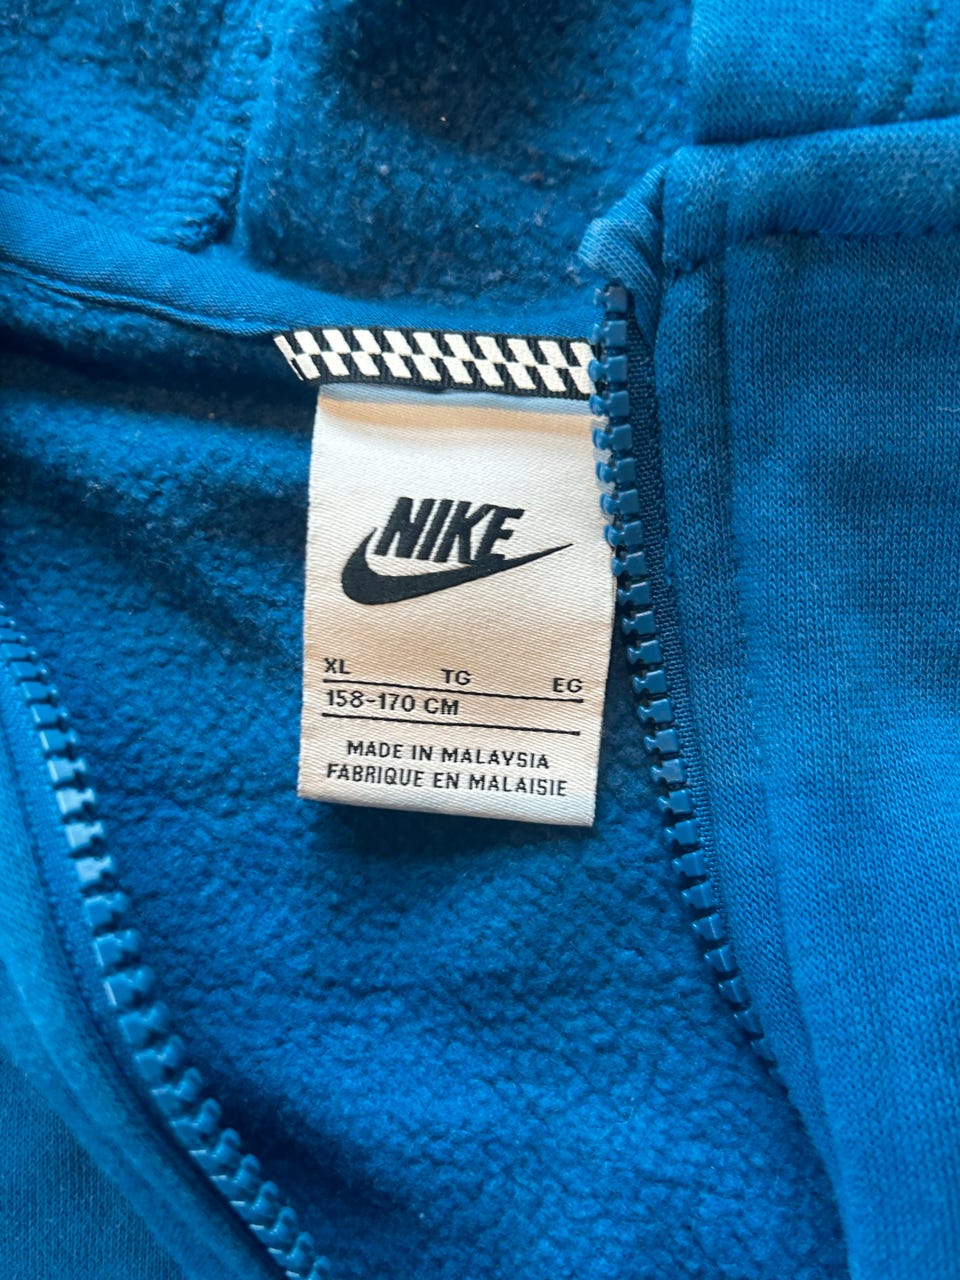 NIKE
XL TG EG
158-170 CM
MADE IN MALAYSIA
FABRIQUE EN MALAISIE